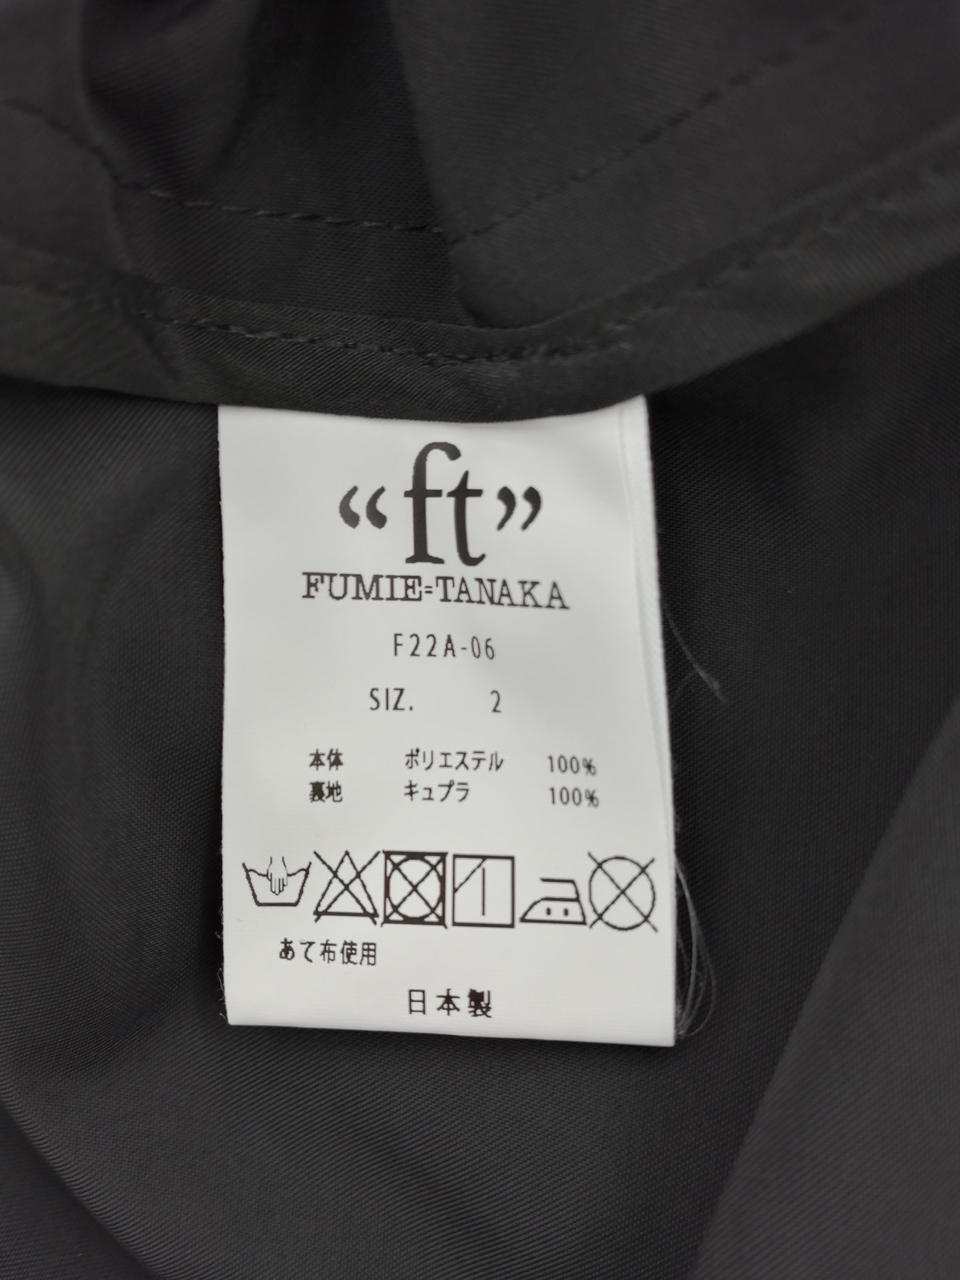 “ft”
FUMIE=TANAKA
F22A-06
SIZ. 2
本体 ポリエステル 100%
裏地 キュプラ 100%
あて布使用
日本製